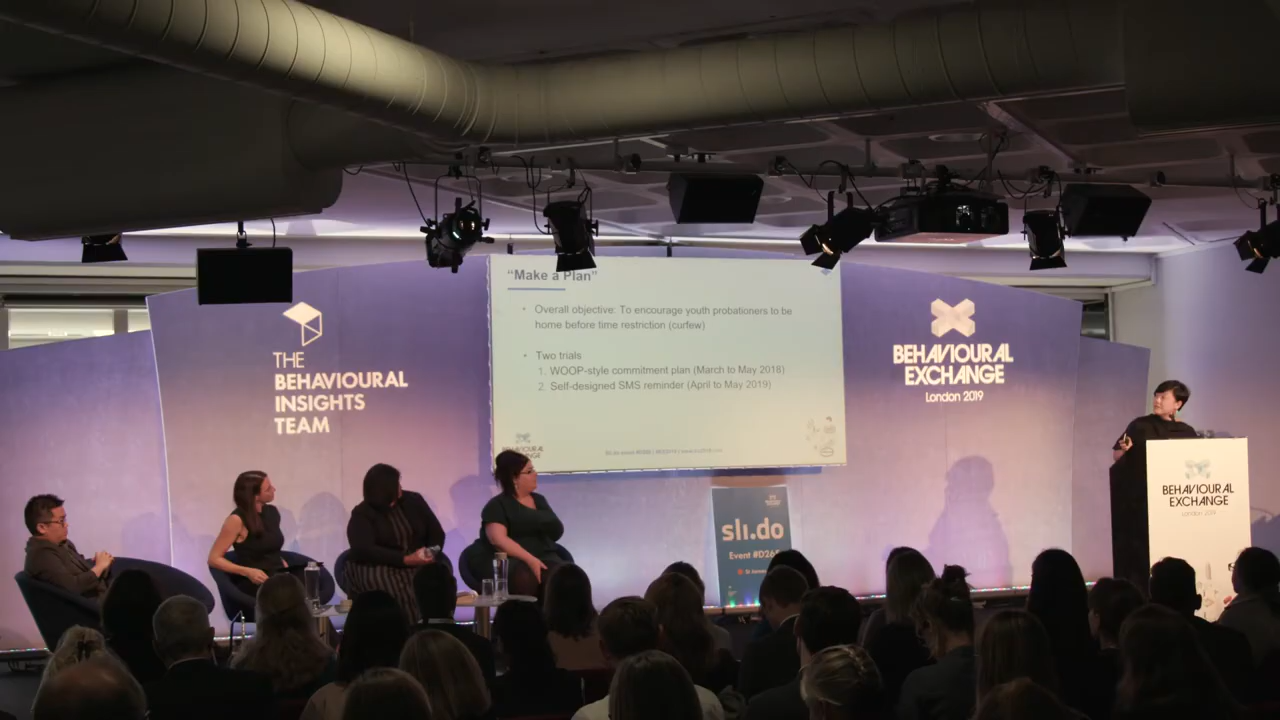 "Make a Plan"
• Overall objective: To encourage youth probationers to be
home before time restriction (curfew)
• Two trials
1. WOOP-style commitment plan (March to May 2018)
2. Self-designed SMS reminder (April to May 2019)
BEHAVIOURAL
THE
BEHAVIOURAL
INSIGHTS
TEAM
BEHAVIOURAL
EXCHANGE
London 2019
sli.do
BEHAVIOURAL
EXCHANGE
London 2019